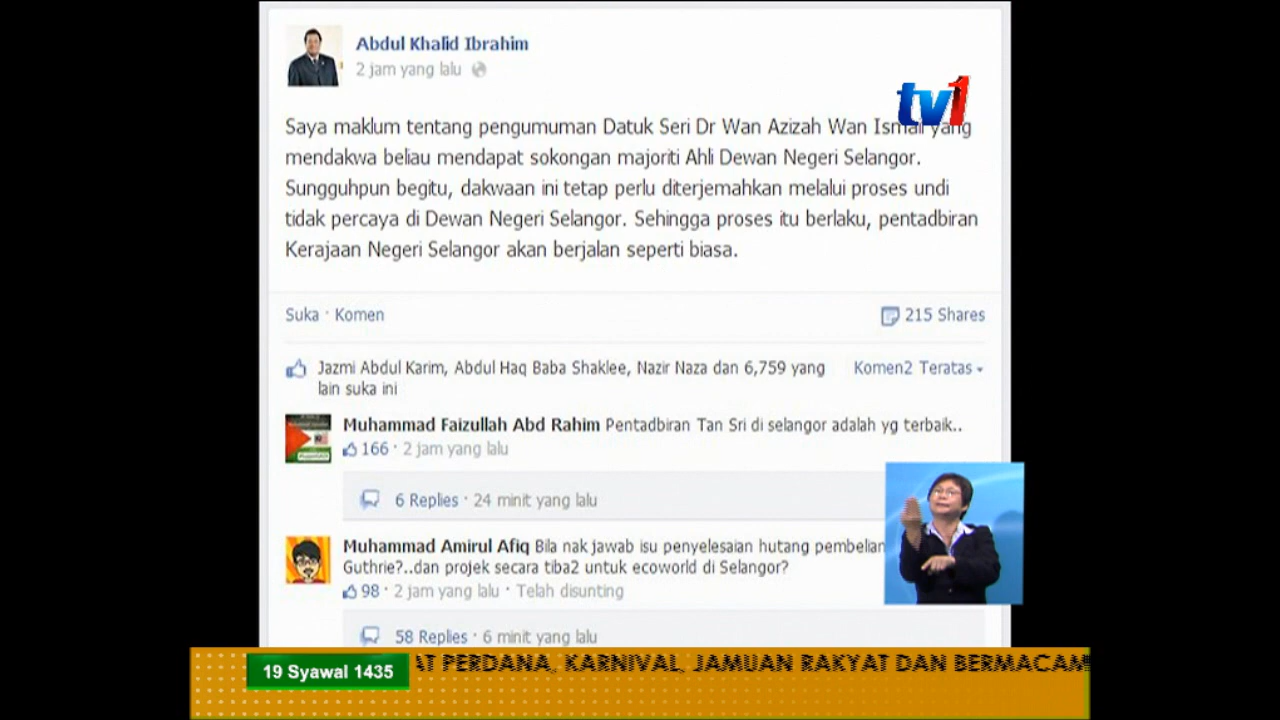 Abdul Khalid Ibrahim
2 jam yang lalu
tv1
Saya maklum tentang pengumuman Datuk Seri Dr Wan Azizah Wan Ismail yang
mendakwa beliau mendapat sokongan majoriti Ahli Dewan Negeri Selangor.
Sungguhpun begitu, dakwaan ini tetap perlu diterjemahkan melalui proses undi
tidak percaya di Dewan Negeri Selangor. Sehingga proses itu berlaku, pentadbiran
Kerajaan Negeri Selangor akan berjalan seperti biasa.
Suka · Komen
215 Shares
Jazmi Abdul Karim, Abdul Haq Baba Shaklee, Nazir Naza dan 6,759 yang
lain suka ini
Komen2 Teratas
Muhammad Faizullah Abd Rahim Pentadbiran Tan Sri di selangor adalah yg terbaik..
166 · 2 jam yang lalu
6 Replies · 24 minit yang lalu
Muhammad Amirul Afiq Bila nak jawab isu penyelesaian hutang pembelian
Guthrie?..dan projek secara tiba2 untuk ecoworld di Selangor?
98 · 2 jam yang lalu · Telah disunting
58 Replies · 6 minit yang lalu
19 Syawal 1435
AT PERDANA, KARNIVAL, JAMUAN RAKYAT DAN BERMACAM